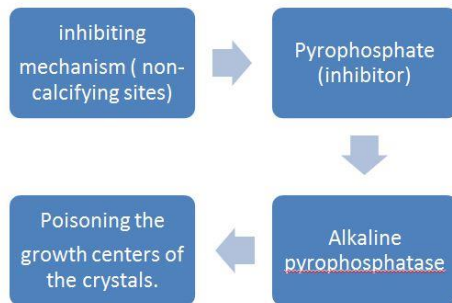 inhibiting
mechanism ( non-
calcifying sites)
Pyrophosphate
(inhibitor)
Alkaline
pyrophosphatase
Poisoning the
growth centers of
the crystals.